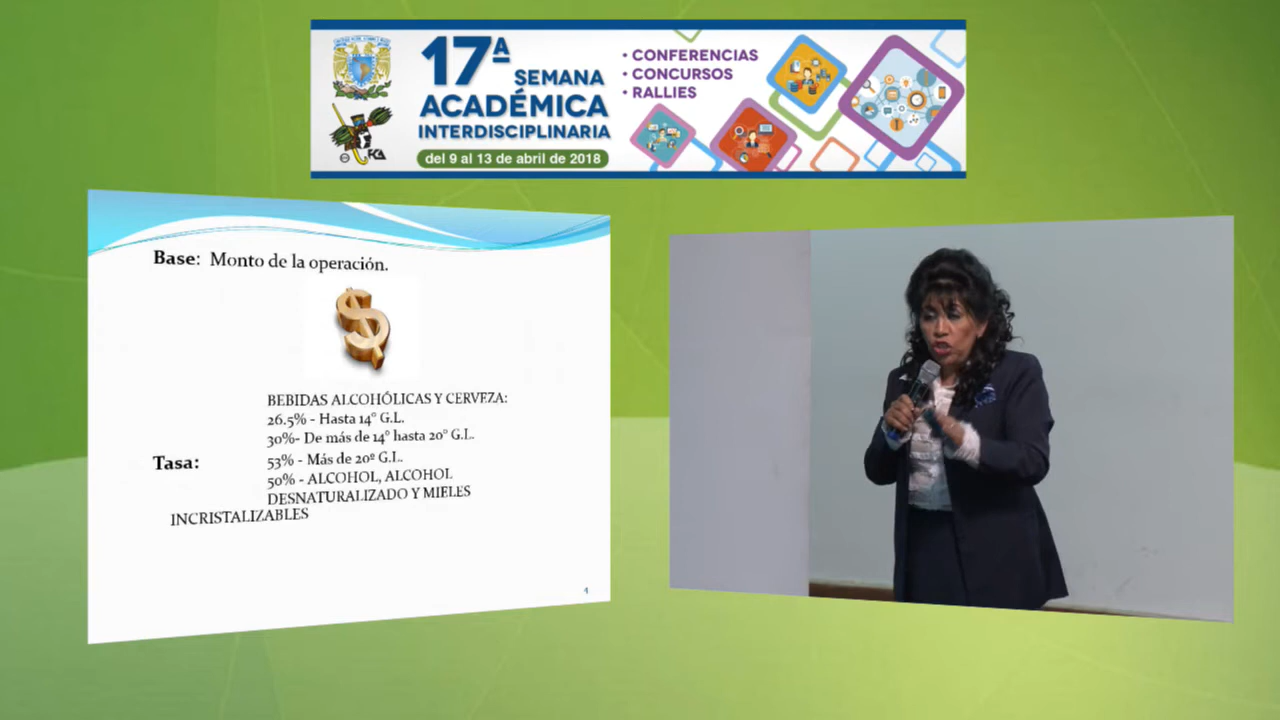 17ª
SEMANA
ACADÉMICA
INTERDISCIPLINARIA
del 9 al 13 de abril de 2018
• CONFERENCIAS
• CONCURSOS
• RALLIES
FCA
Base: Monto de la operación.
BEBIDAS ALCOHÓLICAS Y CERVEZA:
26.5% - Hasta 14° G.L.
30%- De más de 14° hasta 20° G.L.
Tasa: 53% - Más de 20º G.L.
50% - ALCOHOL, ALCOHOL
DESNATURALIZADO Y MIELES
INCRISTALIZABLES
4